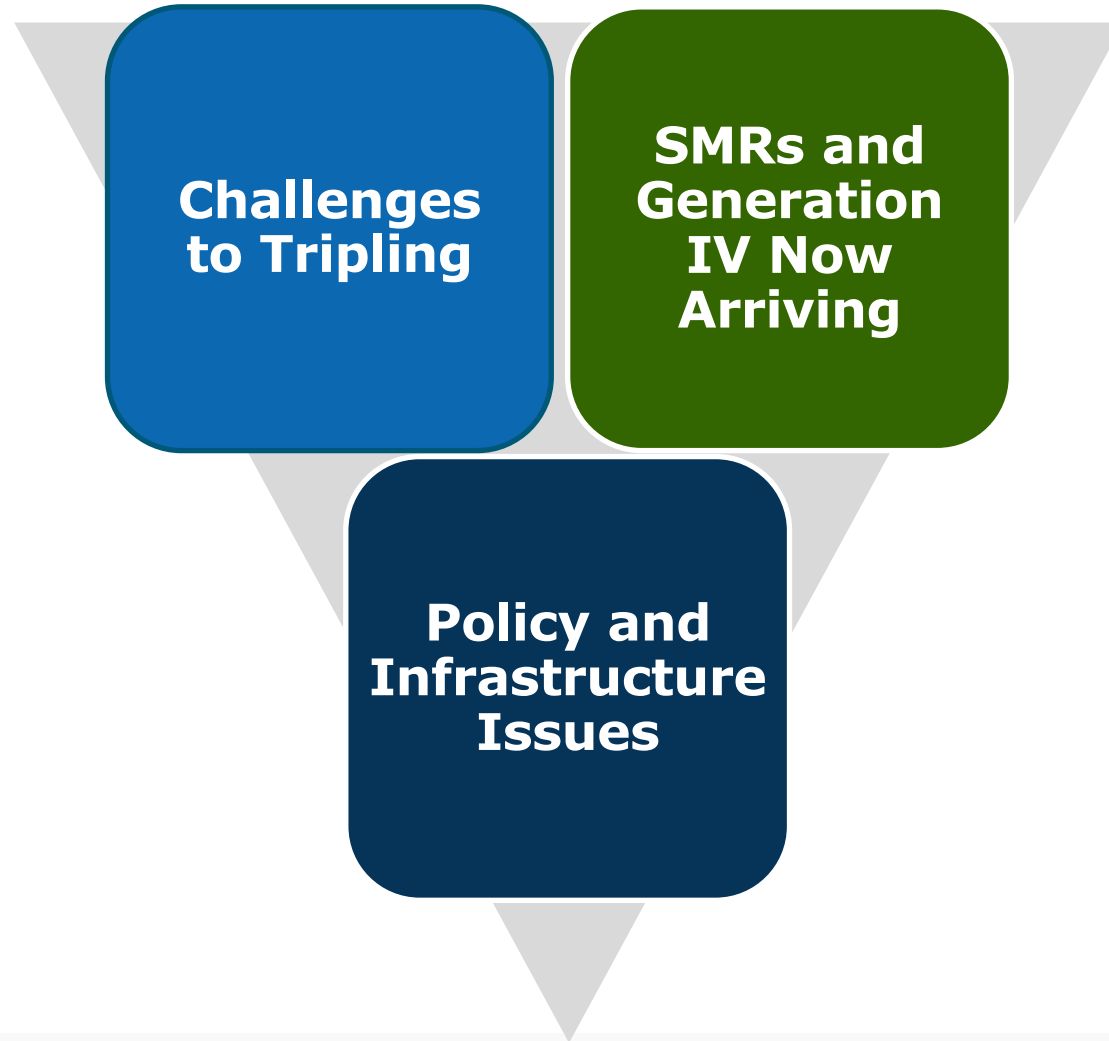 Challenges
to Tripling
SMRs and
Generation
IV Now
Arriving
Policy and
Infrastructure
Issues